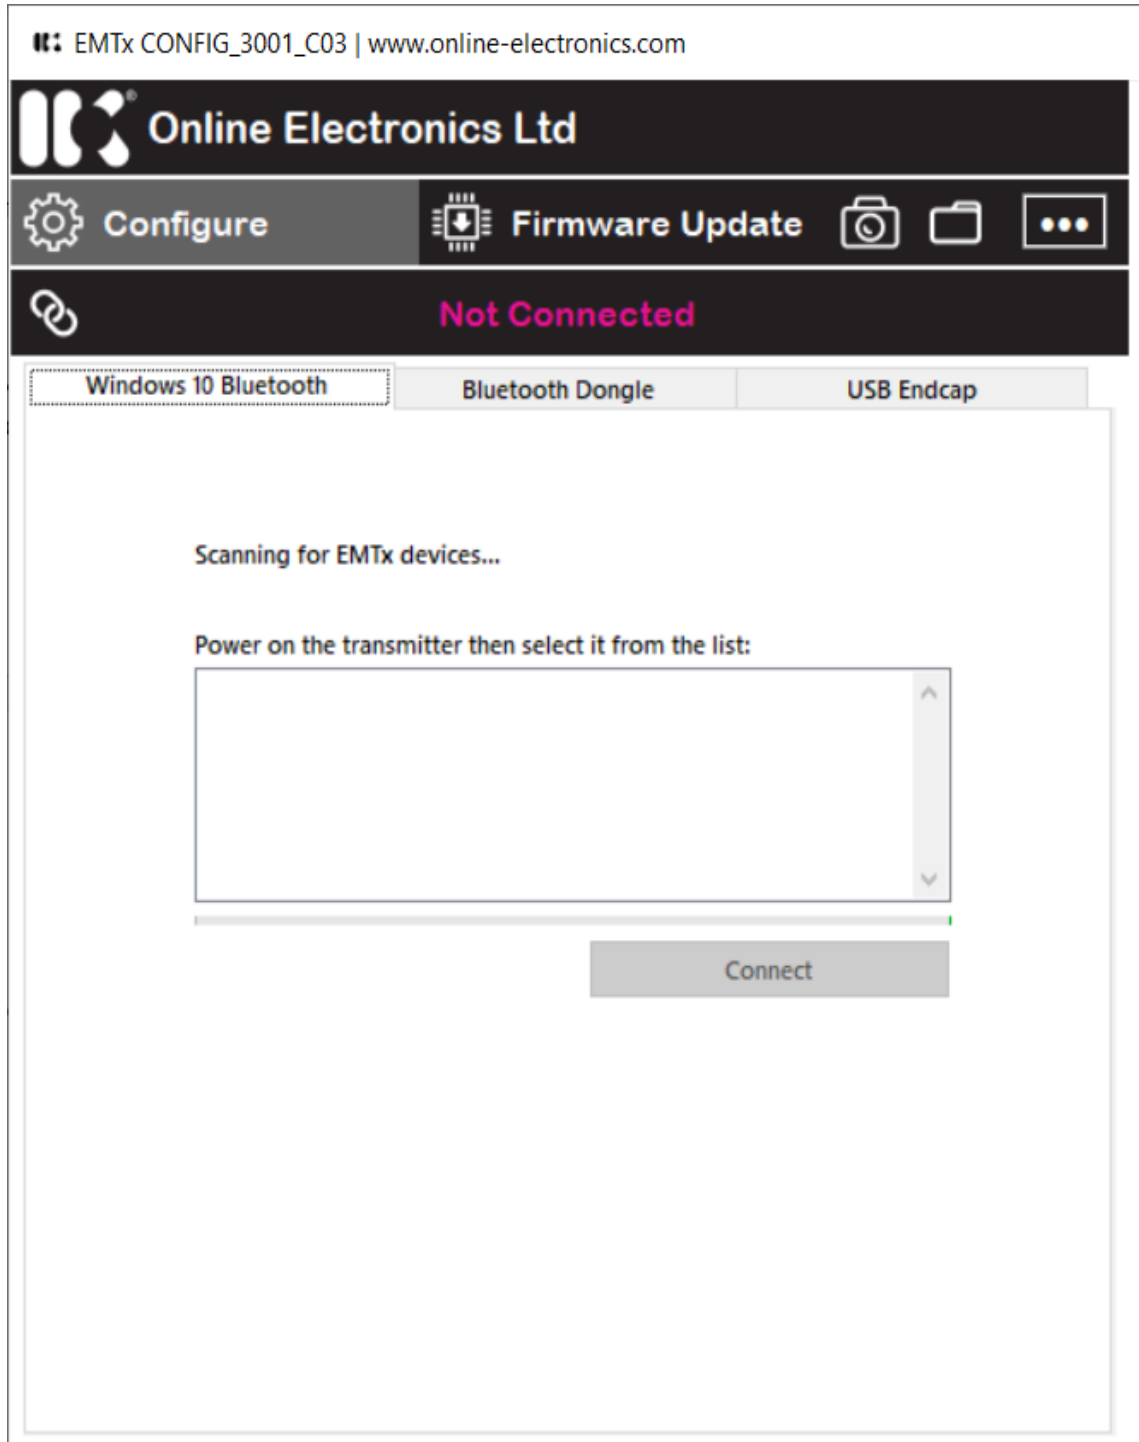 EMTx CONFIG_3001_C03 | www.online-electronics.com
® Online Electronics Ltd
Configure Firmware Update
Not Connected
Windows 10 Bluetooth Bluetooth Dongle USB Endcap
Scanning for EMTx devices...
Power on the transmitter then select it from the list:
Connect